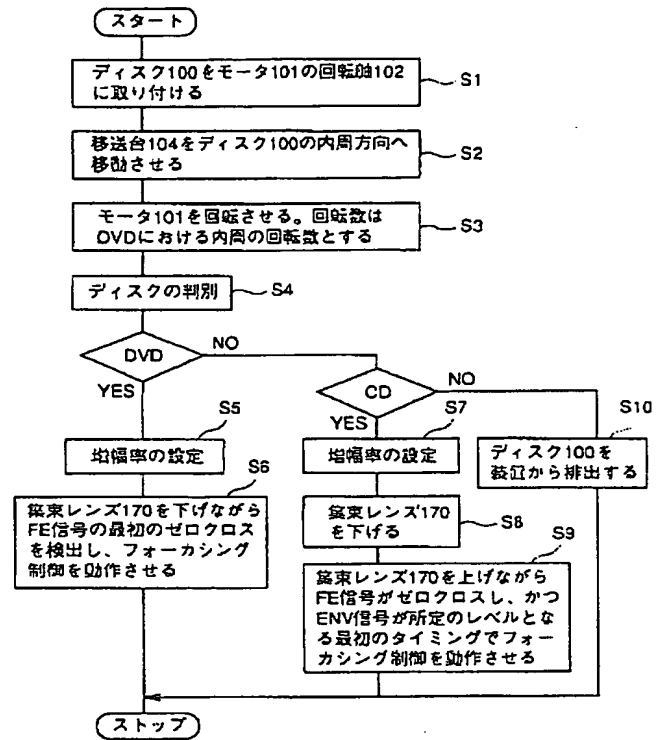 スタート
ディスク100をモータ101の回転軸102
に取り付ける
S1
移送台104をディスク100の内周方向へ
移動させる
S2
モータ101を回転させる。回転数は
DVDにおける内周の回転数とする
S3
ディスクの判別
S4
DVD
NO
YES
CD
NO
YES
S5
増幅率の設定
S6
集束レンズ170を下げながら
FE信号の最初のゼロクロス
を検出し、フォーカシング
制御を動作させる
S7
増幅率の設定
集束レンズ170
を下げる
S8
S9
集束レンズ170を上げながら
FE信号がゼロクロスし、かつ
ENV信号が所定のレベルとな
る最初のタイミングでフォー
カシング制御を動作させる
S10
ディスク100を
装置から排出する
ストップ